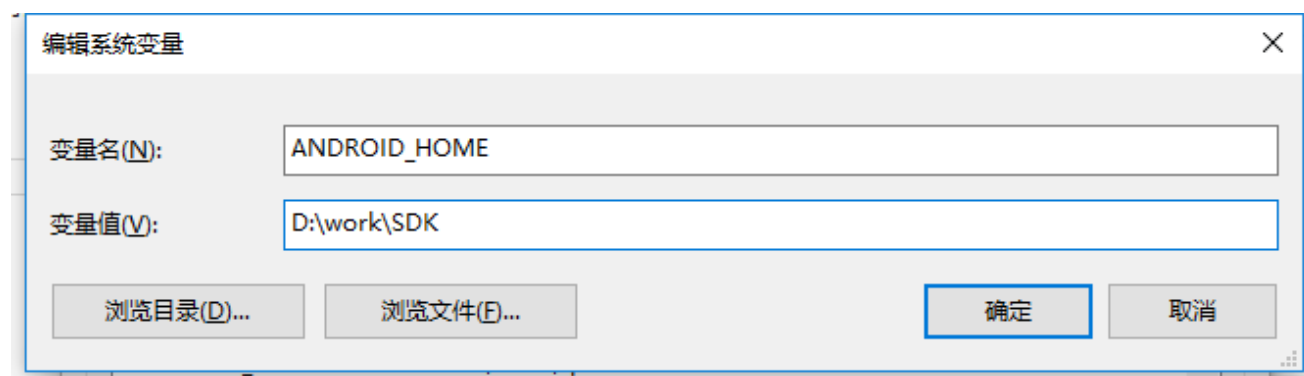 编辑系统变量
变量名(N): ANDROID_HOME
变量值(V): D:\work\SDK
浏览目录(D)... 浏览文件(F)... 确定 取消